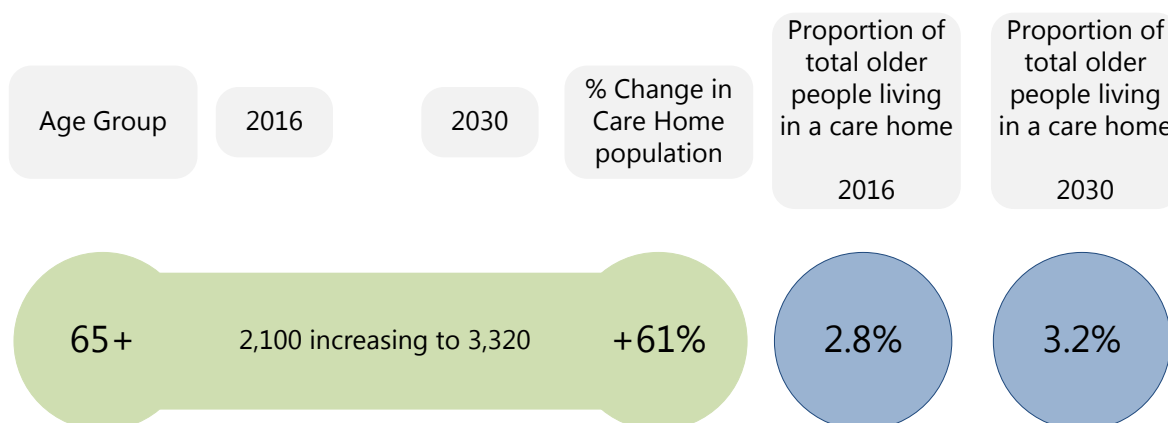 Age Group
2016
2030
% Change in
Care Home
population
Proportion of
total older
people living
in a care home
2016
Proportion of
total older
people living
in a care home
2030
65+
2,100 increasing to 3,320
+61%
2.8%
3.2%